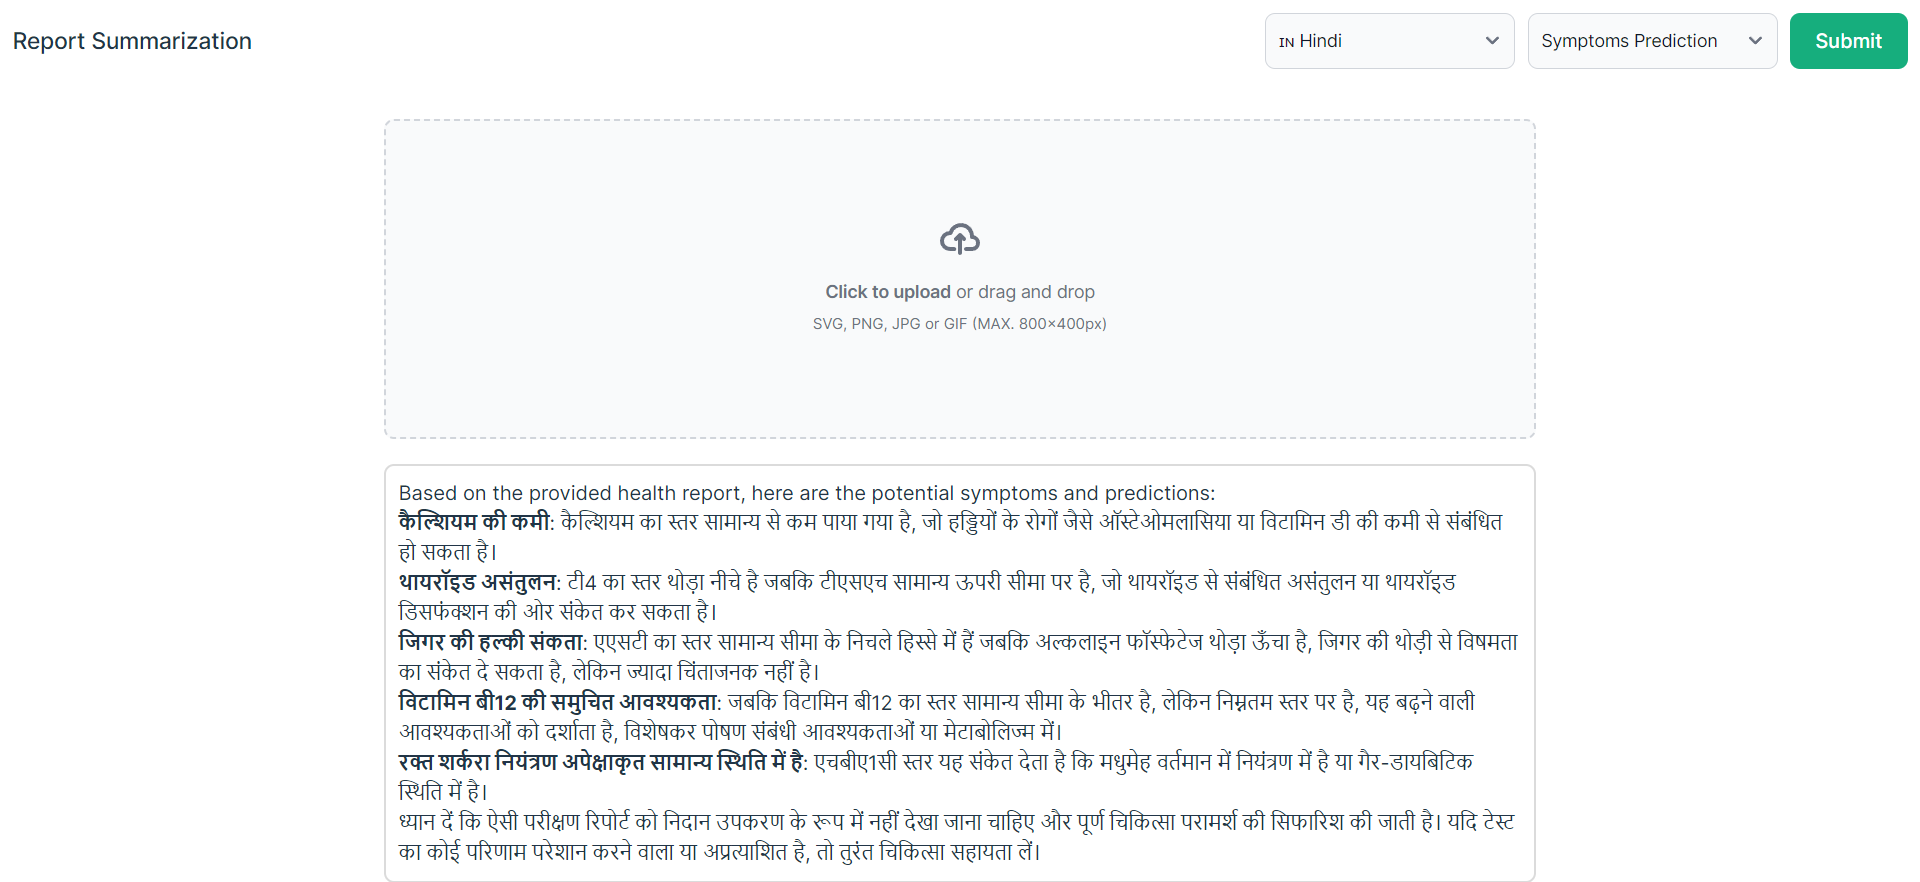 Report Summarization
IN Hindi
Symptoms Prediction
Submit
Click to upload or drag and drop
SVG, PNG, JPG or GIF (MAX. 800×400px)
Based on the provided health report, here are the potential symptoms and predictions:
कैल्शियम की कमी: कैल्शियम का स्तर सामान्य से कम पाया गया है, जो हड्डियों के रोगों जैसे ऑस्टेओमलासिया या विटामिन डी की कमी से संबंधित
हो सकता है।
थायरॉइड असंतुलन: टी4 का स्तर थोड़ा नीचे है जबकि टीएसएच सामान्य ऊपरी सीमा पर है, जो थायरॉइड से संबंधित असंतुलन या थायरॉइड
डिसफंक्शन की ओर संकेत कर सकता है।
जिगर की हल्की संकता: एएसटी का स्तर सामान्य सीमा के निचले हिस्से में हैं जबकि अल्कलाइन फॉस्फेटेज थोड़ा ऊँचा है, जिगर की थोड़ी से विषमता
का संकेत दे सकता है, लेकिन ज्यादा चिंताजनक नहीं है।
विटामिन बी12 की समुचित आवश्यकता: जबकि विटामिन बी12 का स्तर सामान्य सीमा के भीतर है, लेकिन निम्नतम स्तर पर है, यह बढ़ने वाली
आवश्यकताओं को दर्शाता है, विशेषकर पोषण संबंधी आवश्यकताओं या मेटाबोलिज्म में।
रक्त शर्करा नियंत्रण अपेक्षाकृत सामान्य स्थिति में है: एचबीए1सी स्तर यह संकेत देता है कि मधुमेह वर्तमान में नियंत्रण में है या गैर-डायबिटिक
स्थिति में है।
ध्यान दें कि ऐसी परीक्षण रिपोर्ट को निदान उपकरण के रूप में नहीं देखा जाना चाहिए और पूर्ण चिकित्सा परामर्श की सिफारिश की जाती है। यदि टेस्ट
का कोई परिणाम परेशान करने वाला या अप्रत्याशित है, तो तुरंत चिकित्सा सहायता लें।